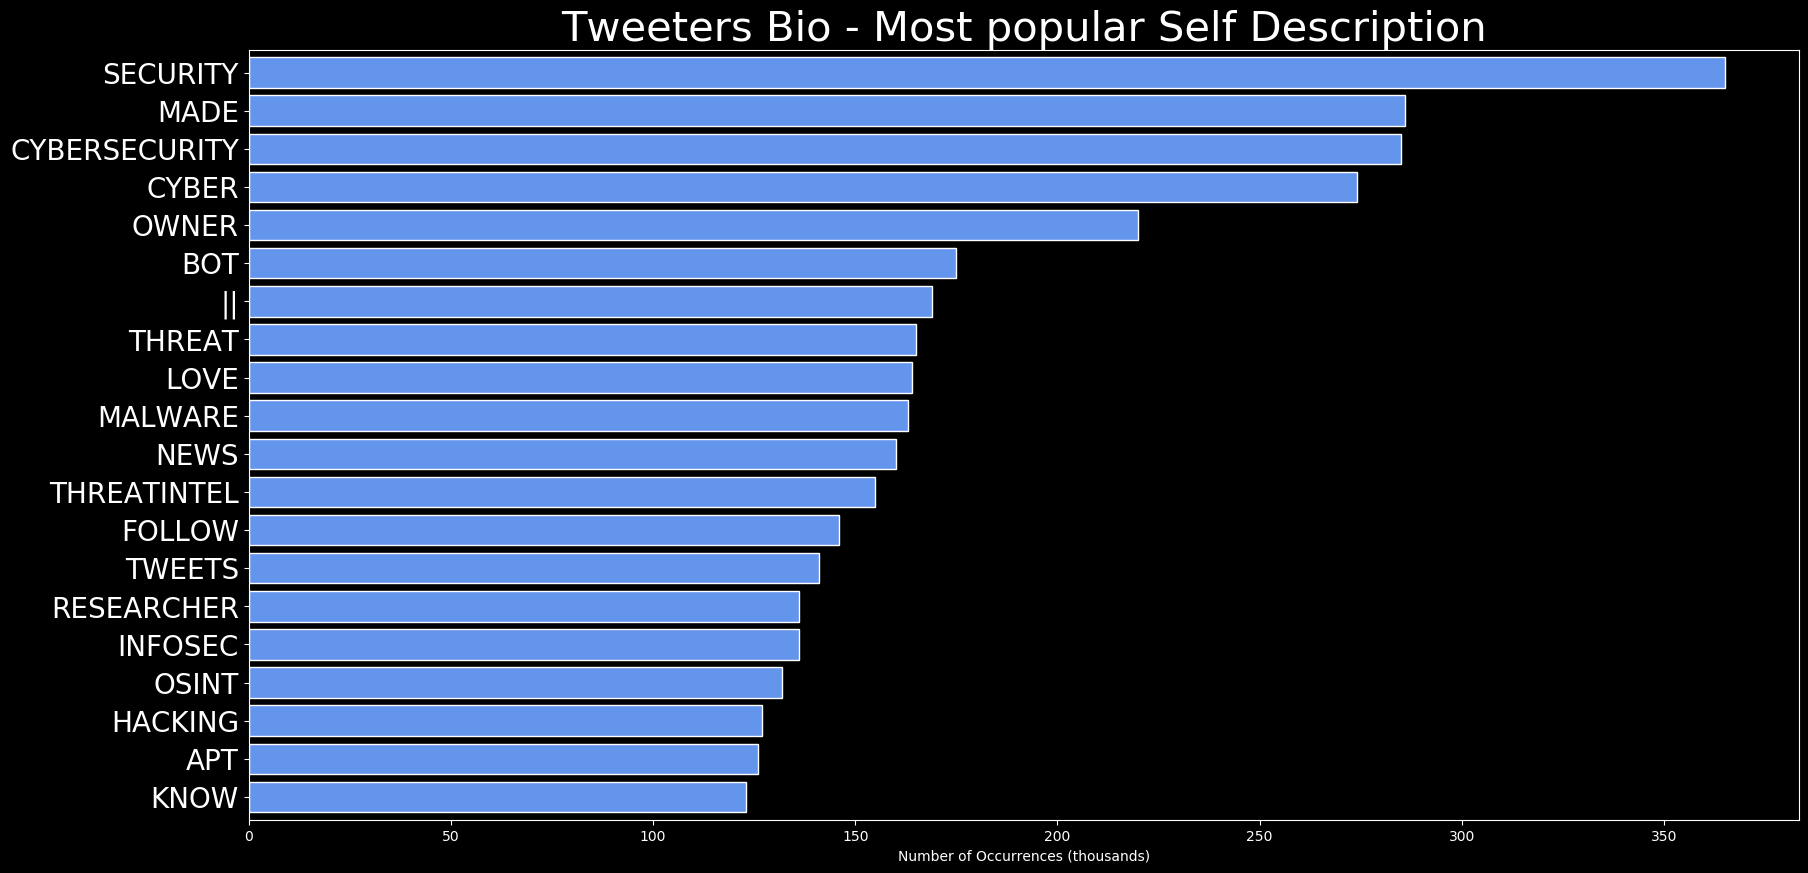 Tweeters Bio - Most popular Self Description
SECURITY
MADE
CYBERSECURITY
CYBER
OWNER
BOT
||
THREAT
LOVE
MALWARE
NEWS
THREATINTEL
FOLLOW
TWEETS
RESEARCHER
INFOSEC
OSINT
HACKING
APT
KNOW
0 50 100 150 200 250 300 350
Number of Occurrences (thousands)